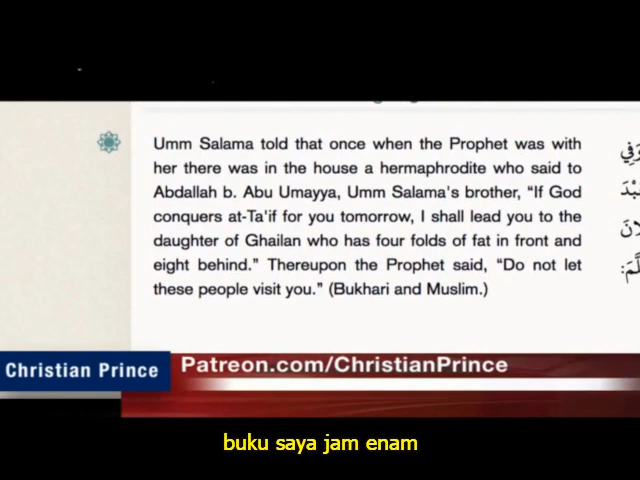 Umm Salama told that once when the Prophet was with
her there was in the house a hermaphrodite who said to
Abdallah b. Abu Umayya, Umm Salama's brother, “If God
conquers at-Ta'if for you tomorrow, I shall lead you to the
daughter of Ghailan who has four folds of fat in front and
eight behind.” Thereupon the Prophet said, “Do not let
these people visit you.” (Bukhari and Muslim.)
Christian Prince
Patreon.com/ChristianPrince
buku saya jam enam